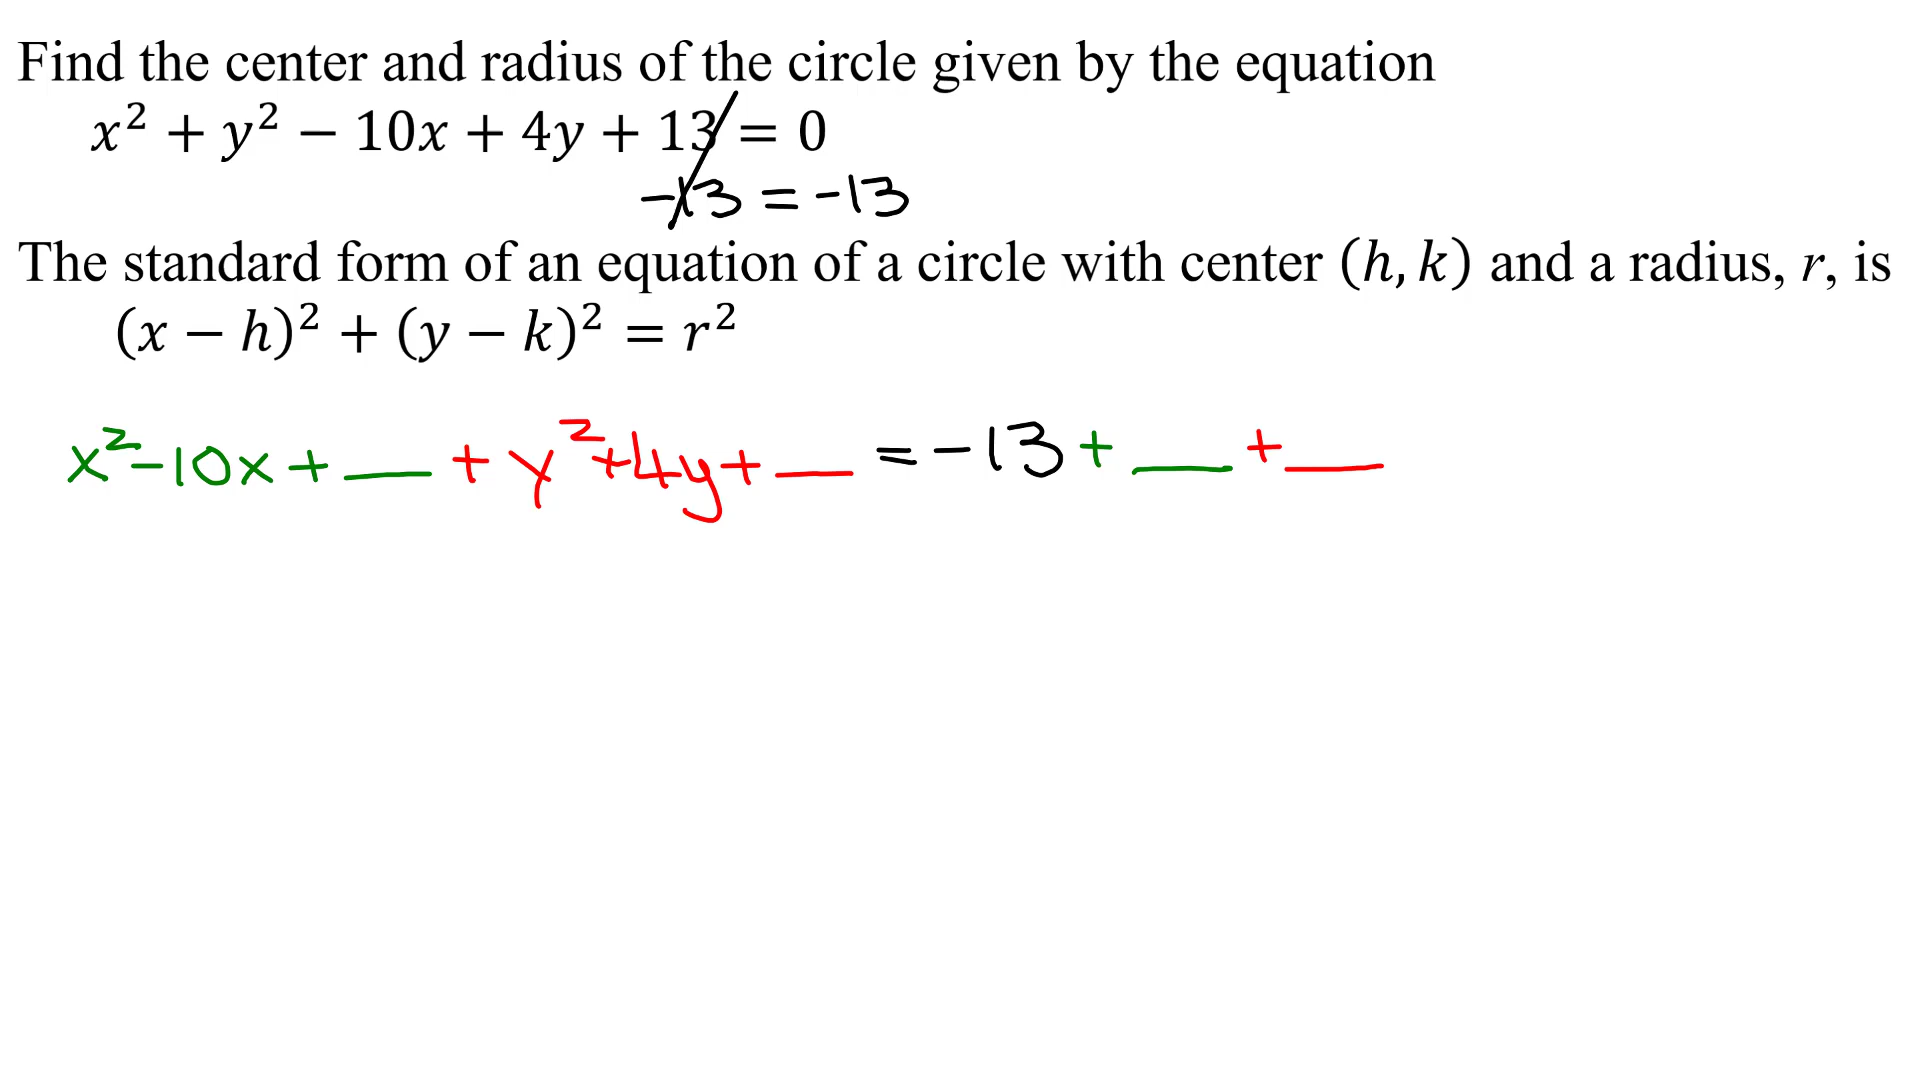 Find the center and radius of the circle given by the equation
x² + y² − 10x + 4y + 13 = 0
-13 = -13
The standard form of an equation of a circle with center (h, k) and a radius, r, is
(x − h)² + (y − k)² = r²
x²-10x+___ + y²+4y+___ = -13+___+___